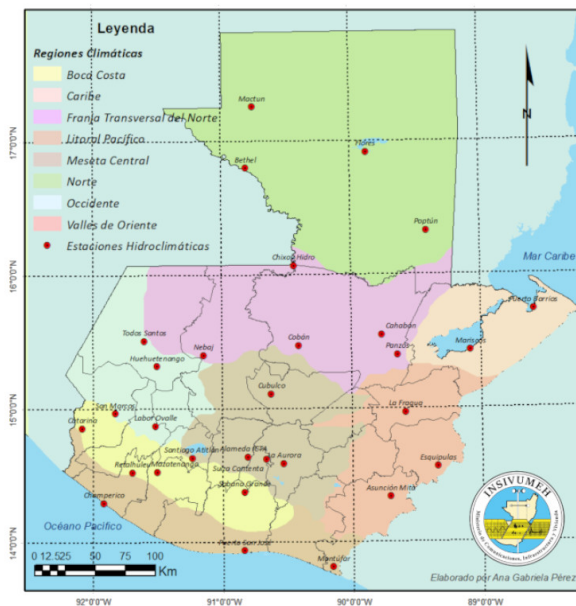 Leyenda
Regiones Climáticas
Boca Costa
Caribe
Franja Transversal del Norte
Litoral Pacífico
Meseta Central
Norte
Occidente
Valles de Oriente
Estaciones Hidroclimáticas
N
Mactun
Flores
Bethel
Poptún
Chixoy Hidro
Mar Caribe
Puerto Barrios
Todos Santos
Nebaj
Cobán
Cahabón
Panzós
Mariscos
Huehuetenango
Cubulco
San Marcos
Labor Ovalle
La Fragua
Catarina
Santiago Atitlán
Alameda ICTA
La Aurora
Esquipulas
Retalhuleu
Mazatenango
Suiza Contenta
Sabana Grande
Asunción Mita
Champerico
Océano Pacífico
Puerto San José
Montúfar
INSIVUMEH
17°0'0"N
16°0'0"N
15°0'0"N
14°0'0"N
0 12.5 25 50 75 100
Km
Elaborado por Ana Gabriela Pérez
92°0'0"W
91°0'0"W
90°0'0"W
89°0'0"W